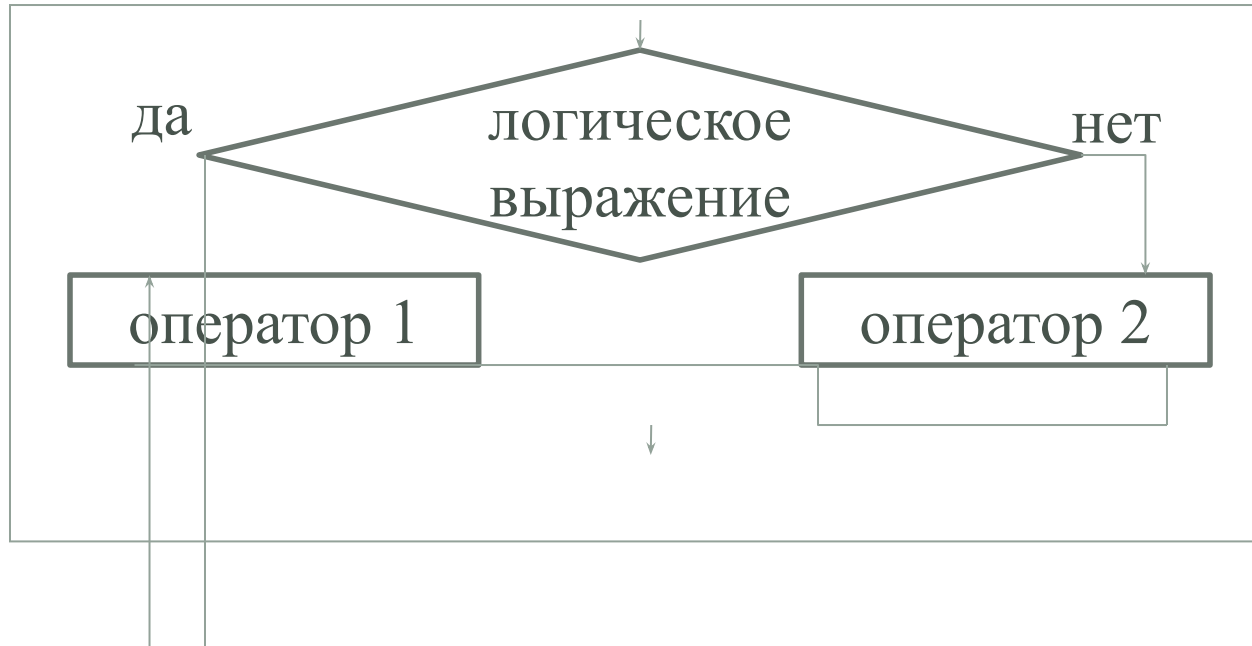 да
логическое
нет
выражение
оператор 1
оператор 2